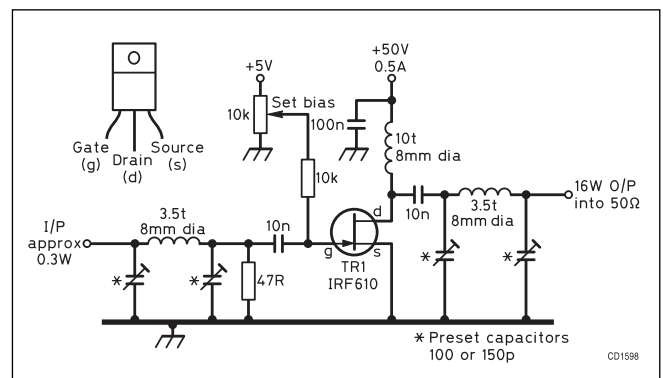 +50V
0.5A
+5V
Set bias
10k
100n
10t
8mm dia
Gate
(g)
Drain
(d)
Source
(s)
10k
16W O/P
into 50Ω
3.5t
8mm dia
I/P
approx
0.3W
10n
d
10n
3.5t
8mm dia
g
s
TR1
IRF610
*
*
47R
*
*
* Preset capacitors
100 or 150p
CD1598